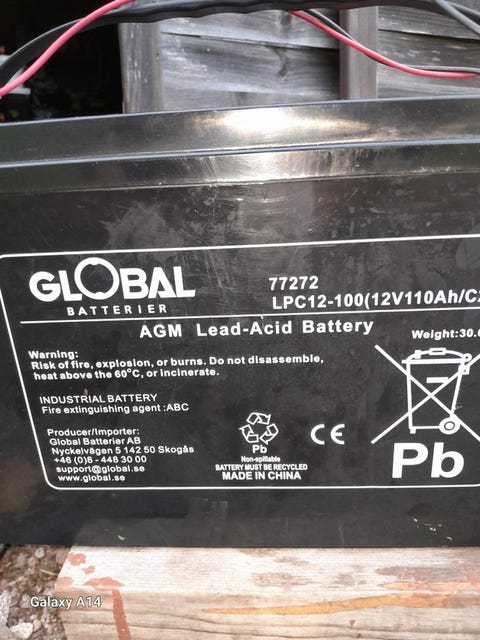 GLOBAL
BATTERIER
77272
LPC12-100(12V110Ah/C
AGM Lead-Acid Battery
Weight:30.
Warning:
Risk of fire, explosion, or burns. Do not disassemble,
heat above the 60°C, or incinerate.
INDUSTRIAL BATTERY
Fire extinguishing agent :ABC
Producer/Importer:
Global Batterier AB
Nyckelvägen 5 142 50 Skogås
+46 (0)8 - 448 30 00
support@global.se
www.global.se
Pb
Non-spillable
BATTERY MUST BE RECYCLED
MADE IN CHINA
CE
Pb
Galaxy A14